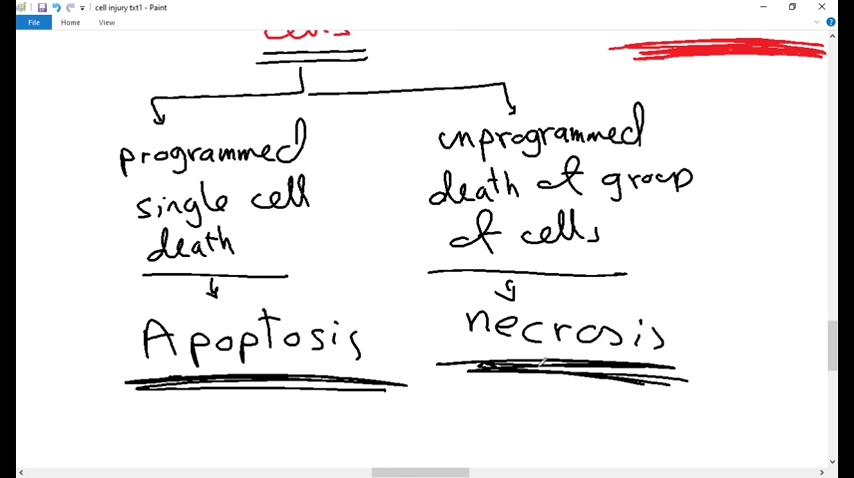 cell injury txt1 - Paint
File Home View
cells
programmed
single cell
death
Apoptosis
unprogrammed
death of group
of cells
necrosis